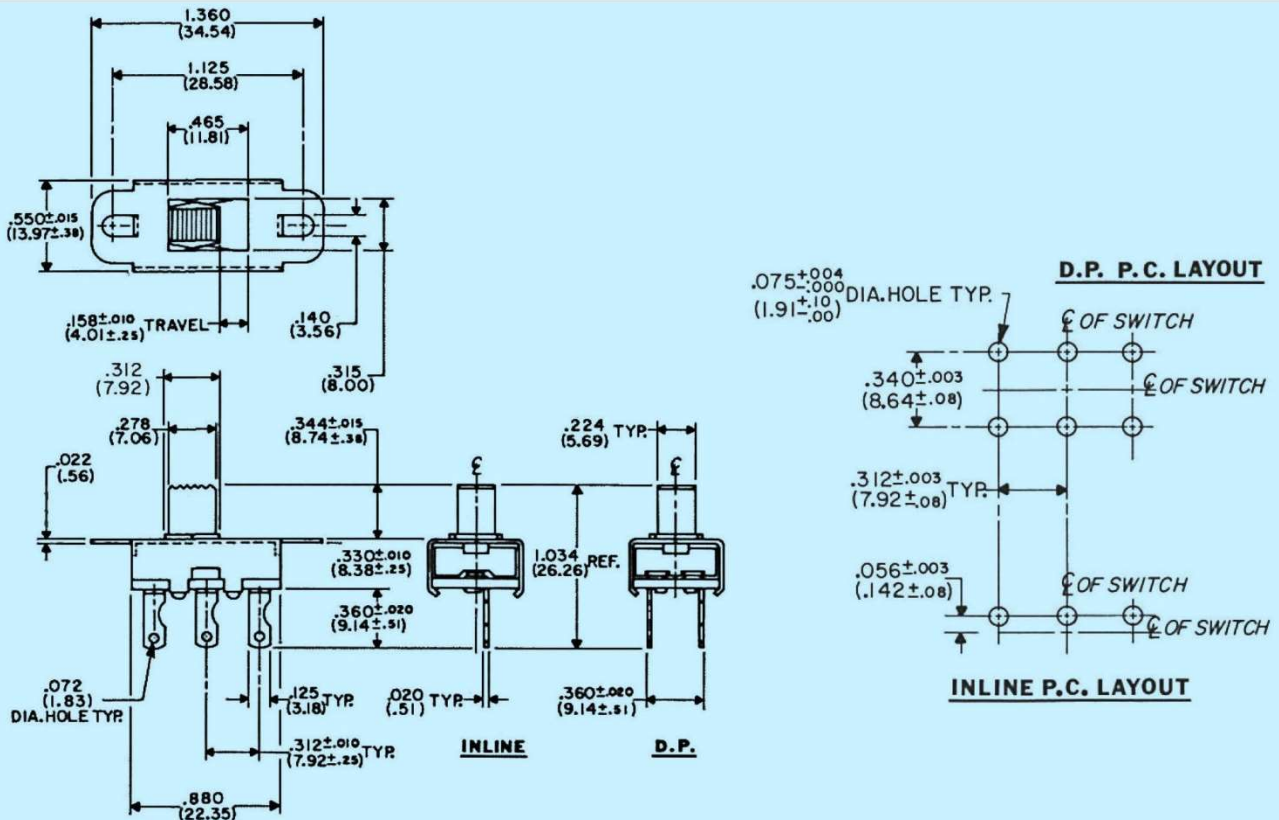 1.360
(34.54)
1.125
(28.58)
.465
(11.81)
.550±.015
(13.97±.38)
.158±.010 TRAVEL
(4.01±.25)
.140
(3.56)
.315
(8.00)
.312
(7.92)
.278
(7.06)
.022
(.56)
.344±.015
(8.74±.38)
.224 TYP.
(5.69)
℄
.330±.010
(8.38±.25)
1.034 REF.
(26.26)
.360±.020
(9.14±.51)
.072
(1.83)
DIA.HOLE TYP.
.125 TYP.
(3.18)
.312±.010 TYP.
(7.92±.25)
.880
(22.35)
.020 TYP.
(.51)
INLINE
.360±.020
(9.14±.51)
D.P.
D.P. P.C. LAYOUT
.075+.004-.000 DIA.HOLE TYP.
(1.91+.10-.00)
℄ OF SWITCH
.340±.003
(8.64±.08)
℄ OF SWITCH
.312±.003 TYP.
(7.92±.08)
.056±.003
(.142±.08)
℄ OF SWITCH
℄ OF SWITCH
INLINE P.C. LAYOUT